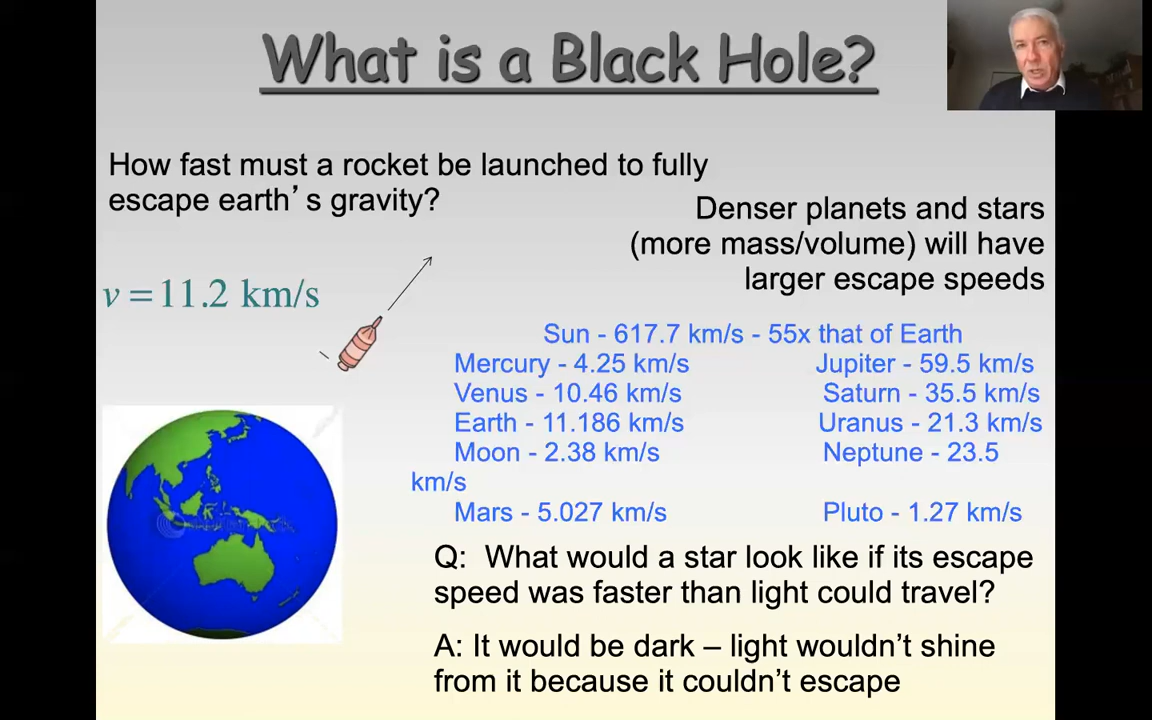 What is a Black Hole?
How fast must a rocket be launched to fully
escape earth's gravity?
Denser planets and stars
(more mass/volume) will have
larger escape speeds
v = 11.2 km/s
Sun - 617.7 km/s - 55x that of Earth
Mercury - 4.25 km/s Jupiter - 59.5 km/s
Venus - 10.46 km/s Saturn - 35.5 km/s
Earth - 11.186 km/s Uranus - 21.3 km/s
Moon - 2.38 km/s Neptune - 23.5
km/s
Mars - 5.027 km/s Pluto - 1.27 km/s
Q: What would a star look like if its escape
speed was faster than light could travel?
A: It would be dark – light wouldn't shine
from it because it couldn't escape